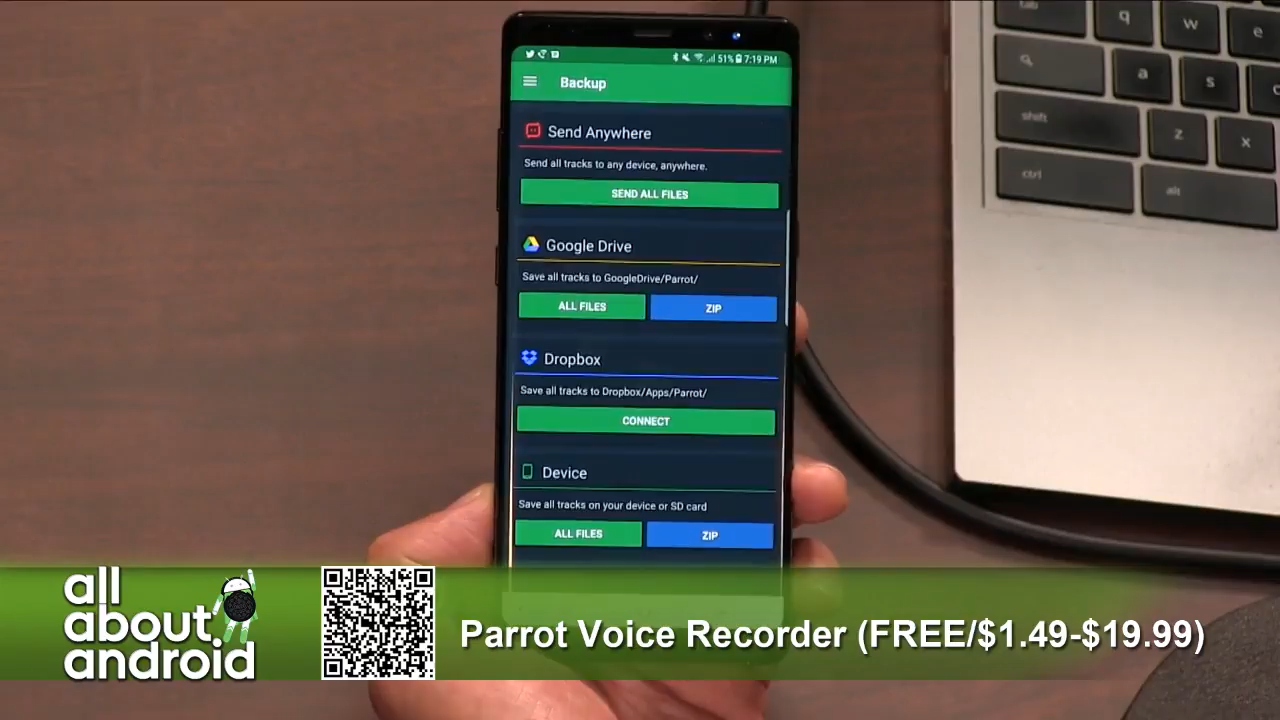 51% 7:19 PM
Backup
Send Anywhere
Send all tracks to any device, anywhere.
SEND ALL FILES
Google Drive
Save all tracks to GoogleDrive/Parrot/
ALL FILES
ZIP
Dropbox
Save all tracks to Dropbox/Apps/Parrot/
CONNECT
Device
Save all tracks on your device or SD card
ALL FILES
ZIP
tab
q
w
e
a
s
shift
z
x
ctrl
alt
all
about
android
Parrot Voice Recorder (FREE/$1.49-$19.99)